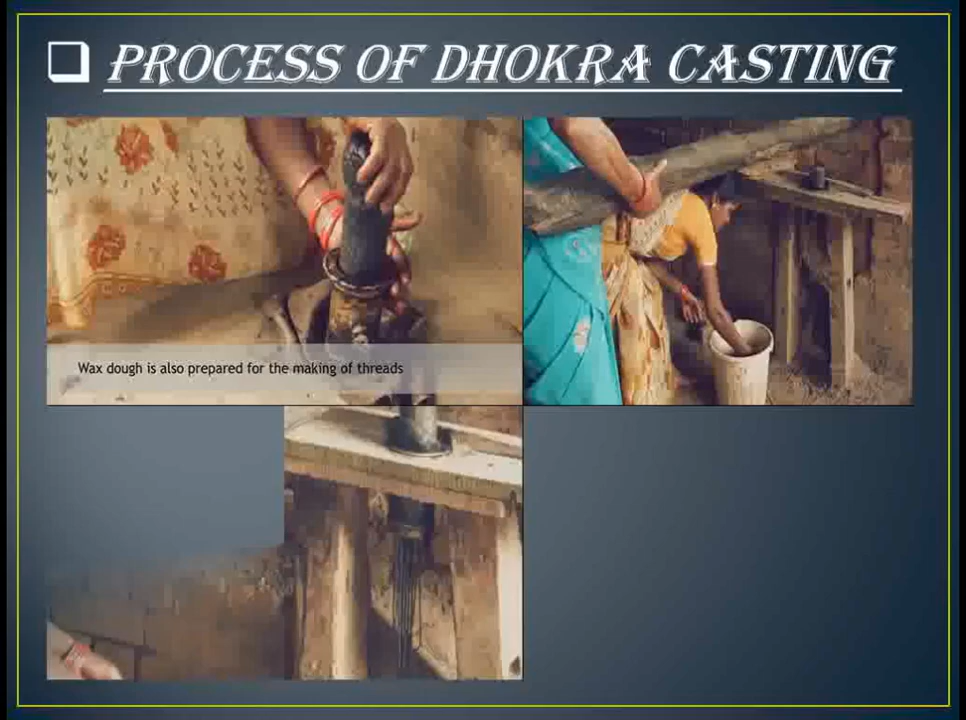 PROCESS OF DHOKRA CASTING
Wax dough is also prepared for the making of threads